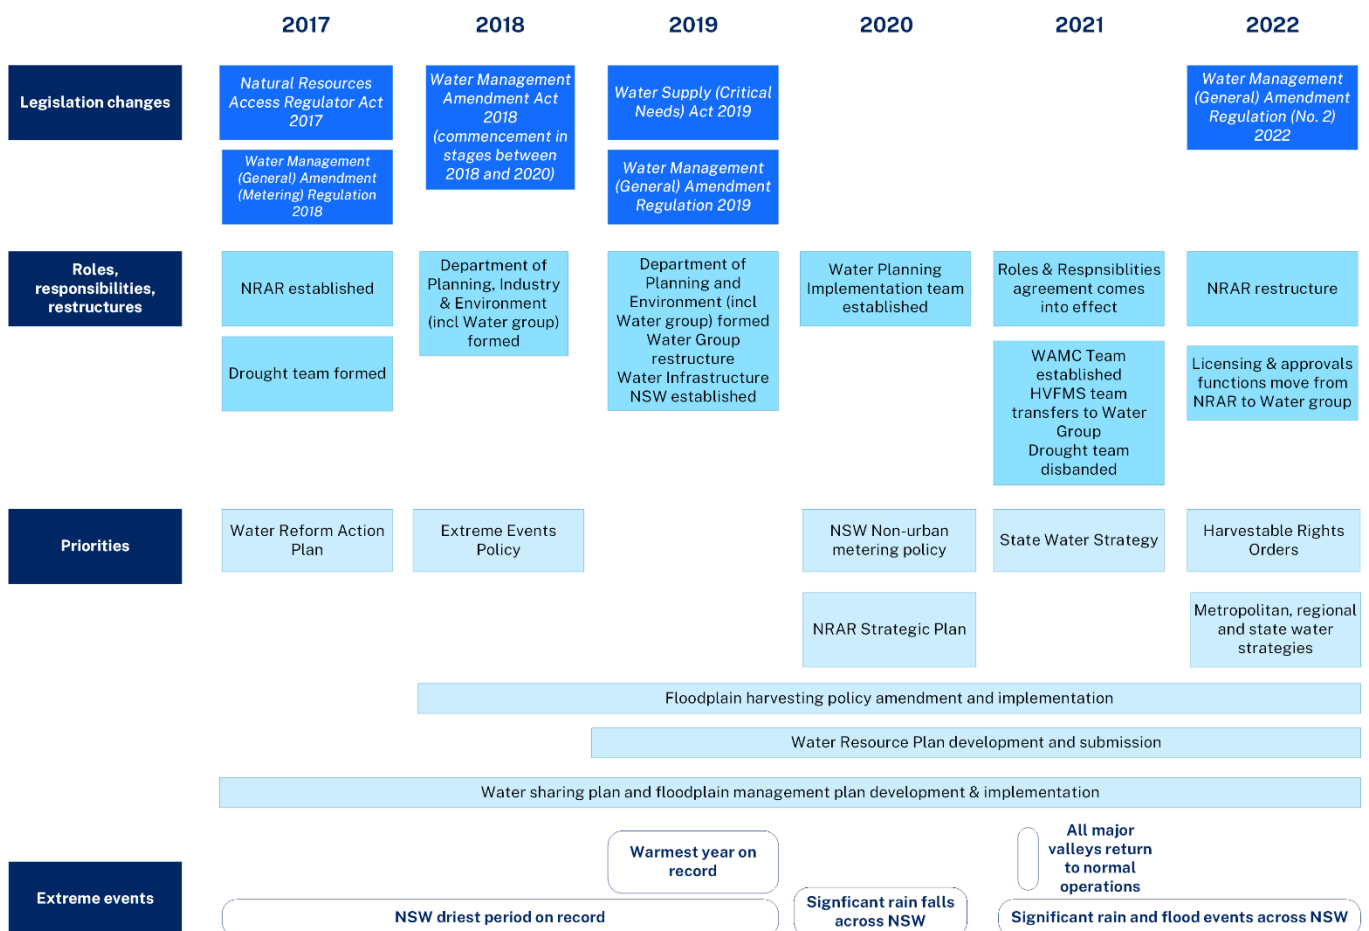 2017
2018
2019
2020
2021
2022
Legislation changes
Natural Resources
Access Regulator Act
2017
Water Management
(General) Amendment
(Metering) Regulation
2018
Water Management
Amendment Act
2018
(commencement in
stages between
2018 and 2020)
Water Supply (Critical
Needs) Act 2019
Water Management
(General) Amendment
Regulation 2019
Water Management
(General) Amendment
Regulation (No. 2)
2022
Roles,
responsibilities,
restructures
NRAR established
Drought team formed
Department of
Planning, Industry
& Environment
(incl Water group)
formed
Department of
Planning and
Environment (incl
Water group) formed
Water Group
restructure
Water Infrastructure
NSW established
Water Planning
Implementation team
established
Roles & Respnsiblities
agreement comes
into effect
WAMC Team
established
HVFMS team
transfers to Water
Group
Drought team
disbanded
NRAR restructure
Licensing & approvals
functions move from
NRAR to Water group
Priorities
Water Reform Action
Plan
Extreme Events
Policy
NSW Non-urban
metering policy
NRAR Strategic Plan
State Water Strategy
Harvestable Rights
Orders
Metropolitan, regional
and state water
strategies
Floodplain harvesting policy amendment and implementation
Water Resource Plan development and submission
Water sharing plan and floodplain management plan development & implementation
Extreme events
Warmest year on
record
NSW driest period on record
Signficant rain falls
across NSW
All major
valleys return
to normal
operations
Significant rain and flood events across NSW